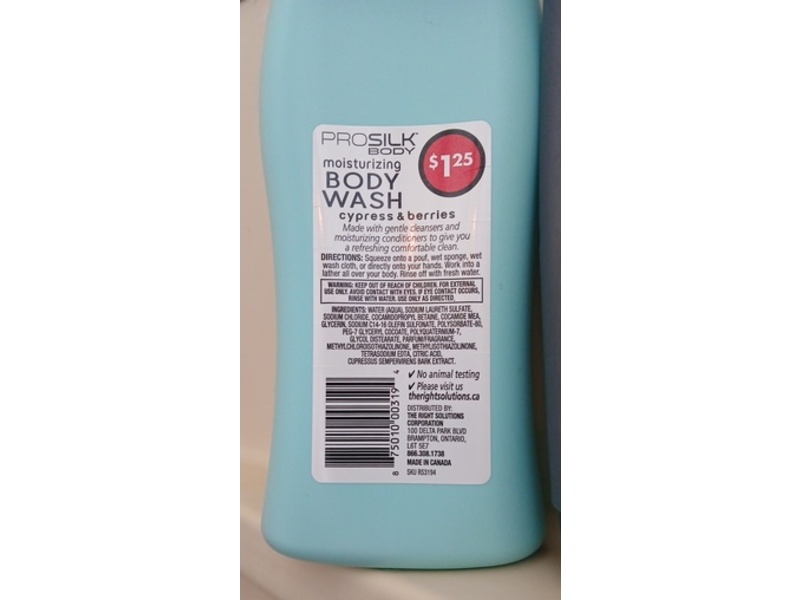 PROSILK™
BODY
$1.25
moisturizing
BODY
WASH
cypress & berries
Made with gentle cleansers and
moisturizing conditioners to give you
a refreshing comfortable clean.
DIRECTIONS: Squeeze onto a pouf, wet sponge, wet
wash cloth, or directly onto your hands. Work into a
lather all over your body. Rinse off with fresh water.
WARNING: KEEP OUT OF REACH OF CHILDREN. FOR EXTERNAL
USE ONLY. AVOID CONTACT WITH EYES. IF EYE CONTACT OCCURS,
RINSE WITH WATER. USE ONLY AS DIRECTED
INGREDIENTS: WATER (AQUA), SODIUM LAURETH SULFATE,
SODIUM CHLORIDE, COCAMIDOPROPYL BETAINE, COCAMIDE MEA,
GLYCERIN, SODIUM C14-16 OLEFIN SULFONATE, POLYSORBATE-80,
PEG-7 GLYCERYL COCOATE, POLYQUATERNIUM-7,
GLYCOL DISTEARATE, PARFUM/FRAGRANCE,
METHYLCHLOROISOTHIAZOLINONE, METHYLISOTHIAZOLINONE,
TETRASODIUM EDTA, CITRIC ACID,
CUPRESSUS SEMPERVIRENS BARK EXTRACT.
✓ No animal testing
✓ Please visit us
therightsolutions.ca
DISTRIBUTED BY:
THE RIGHT SOLUTIONS
CORPORATION
100 DELTA PARK BLVD
BRAMPTON, ONTARIO,
L6T 5E7
866.308.1738
MADE IN CANADA
SKU RS3194
8 75010 00319 4